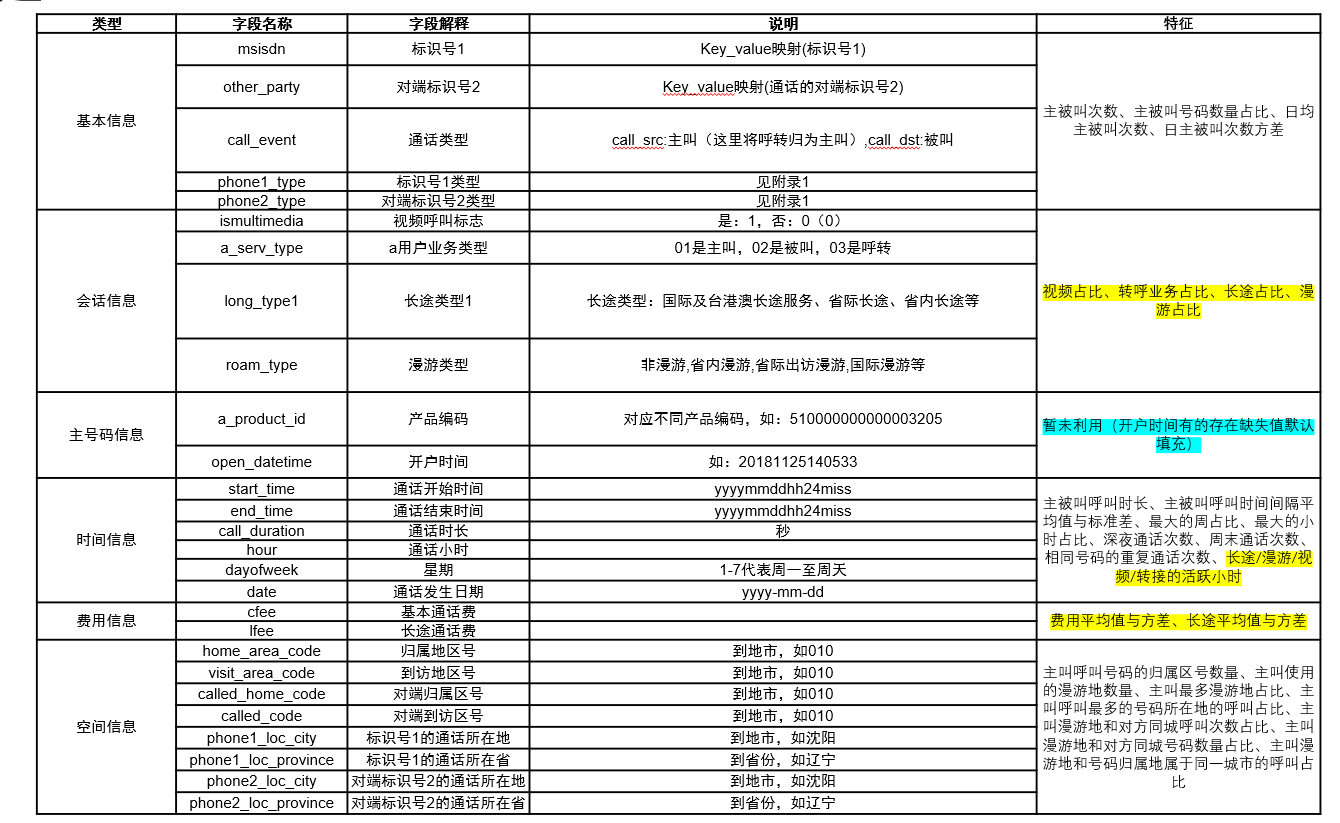 类型 字段名称 字段解释 说明 特征
基本信息
msisdn 标识号1 Key_value映射(标识号1)
other_party 对端标识号2 Key_value映射(通话的对端标识号2)
call_event 通话类型 call_src:主叫（这里将呼转归为主叫）,call_dst:被叫
phone1_type 标识号1类型 见附录1
phone2_type 对端标识号2类型 见附录1
主被叫次数、主被叫号码数量占比、日均
主被叫次数、日主被叫次数方差
会话信息
ismultimedia 视频呼叫标志 是：1，否：0（0）
a_serv_type a用户业务类型 01是主叫，02是被叫，03是呼转
long_type1 长途类型1 长途类型：国际及台港澳长途服务、省际长途、省内长途等
roam_type 漫游类型 非漫游,省内漫游,省际出访漫游,国际漫游等
视频占比、转呼业务占比、长途占比、漫
游占比
主号码信息
a_product_id 产品编码 对应不同产品编码，如：510000000000003205
open_datetime 开户时间 如：20181125140533
暂未利用（开户时间有的存在缺失值默认
填充）
时间信息
start_time 通话开始时间 yyyymmddhh24miss
end_time 通话结束时间 yyyymmddhh24miss
call_duration 通话时长 秒
hour 通话小时
dayofweek 星期 1-7代表周一至周天
date 通话发生日期 yyyy-mm-dd
主被叫呼叫时长、主被叫呼叫时间间隔平
均值与标准差、最大的周占比、最大的小
时占比、深夜通话次数、周末通话次数、
相同号码的重复通话次数、长途/漫游/视
频/转接的活跃小时
费用信息
cfee 基本通话费
lfee 长途通话费
费用平均值与方差、长途平均值与方差
空间信息
home_area_code 归属地区号 到地市，如010
visit_area_code 到访地区号 到地市，如010
called_home_code 对端归属区号 到地市，如010
called_code 对端到访区号 到地市，如010
phone1_loc_city 标识号1的通话所在地 到地市，如沈阳
phone1_loc_province 标识号1的通话所在省 到省份，如辽宁
phone2_loc_city 对端标识号2的通话所在地 到地市，如沈阳
phone2_loc_province 对端标识号2的通话所在省 到省份，如辽宁
主叫呼叫号码的归属区号数量、主叫使用
的漫游地数量、主叫最多漫游地占比、主
叫呼叫最多的号码所在地的呼叫占比、主
叫漫游地和对方同城呼叫次数占比、主叫
漫游地和对方同城号码数量占比、主叫漫
游地和号码归属地属于同一城市的呼叫占
比